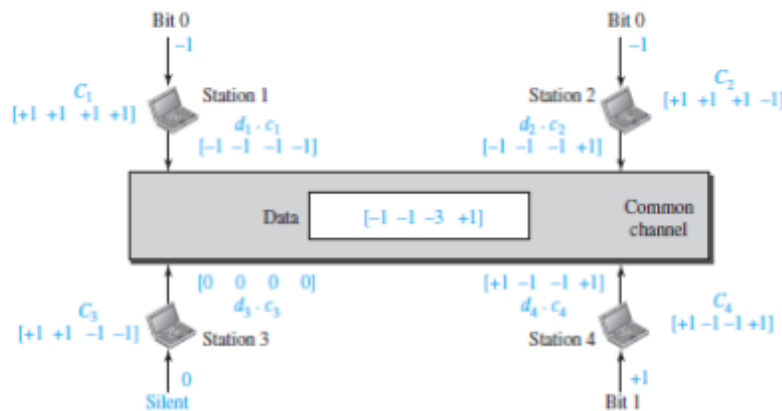 Bit 0
Bit 0
−1
−1
C₁
[+1 +1 +1 +1]
Station 1
Station 2
C₂
[+1 +1 +1 −1]
d₁ . c₁
[−1 −1 −1 −1]
d₂ . c₂
[−1 −1 −1 +1]
Data
[−1 −1 −3 +1]
Common
channel
[0 0 0 0]
d₃ . c₃
[+1 −1 −1 +1]
d₄ . c₄
C₃
[+1 +1 −1 −1]
Station 3
Station 4
C₄
[+1 −1 −1 +1]
0
Silent
+1
Bit 1